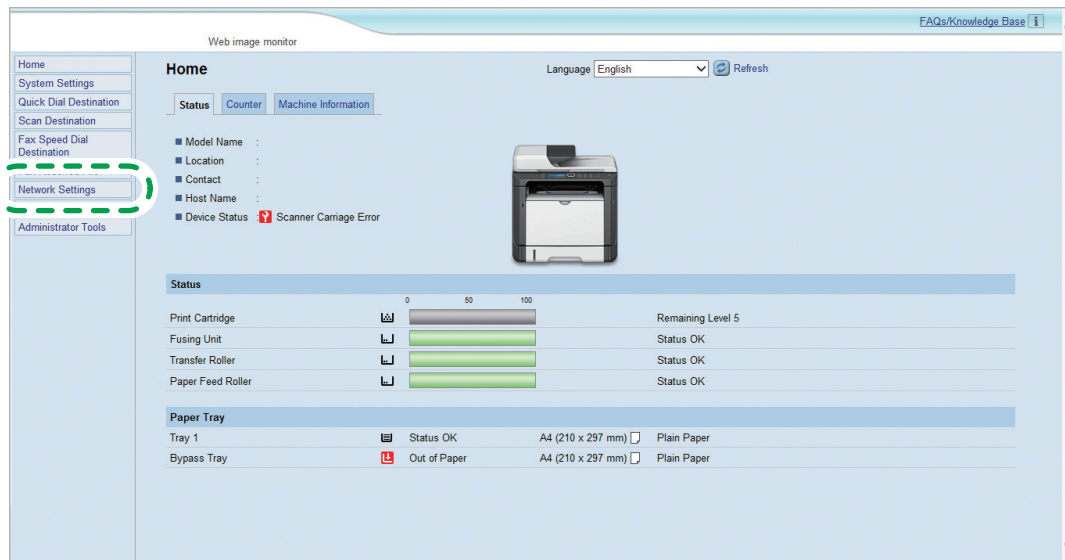 FAQs/Knowledge Base i
Web image monitor
Home
System Settings
Quick Dial Destination
Scan Destination
Fax Speed Dial
Destination
Network Settings
Administrator Tools
Home
Language English Refresh
Status Counter Machine Information
Model Name :
Location :
Contact :
Host Name :
Device Status : Scanner Carriage Error
Status
0 50 100
Print Cartridge Remaining Level 5
Fusing Unit Status OK
Transfer Roller Status OK
Paper Feed Roller Status OK
Paper Tray
Tray 1 Status OK A4 (210 x 297 mm) Plain Paper
Bypass Tray Out of Paper A4 (210 x 297 mm) Plain Paper